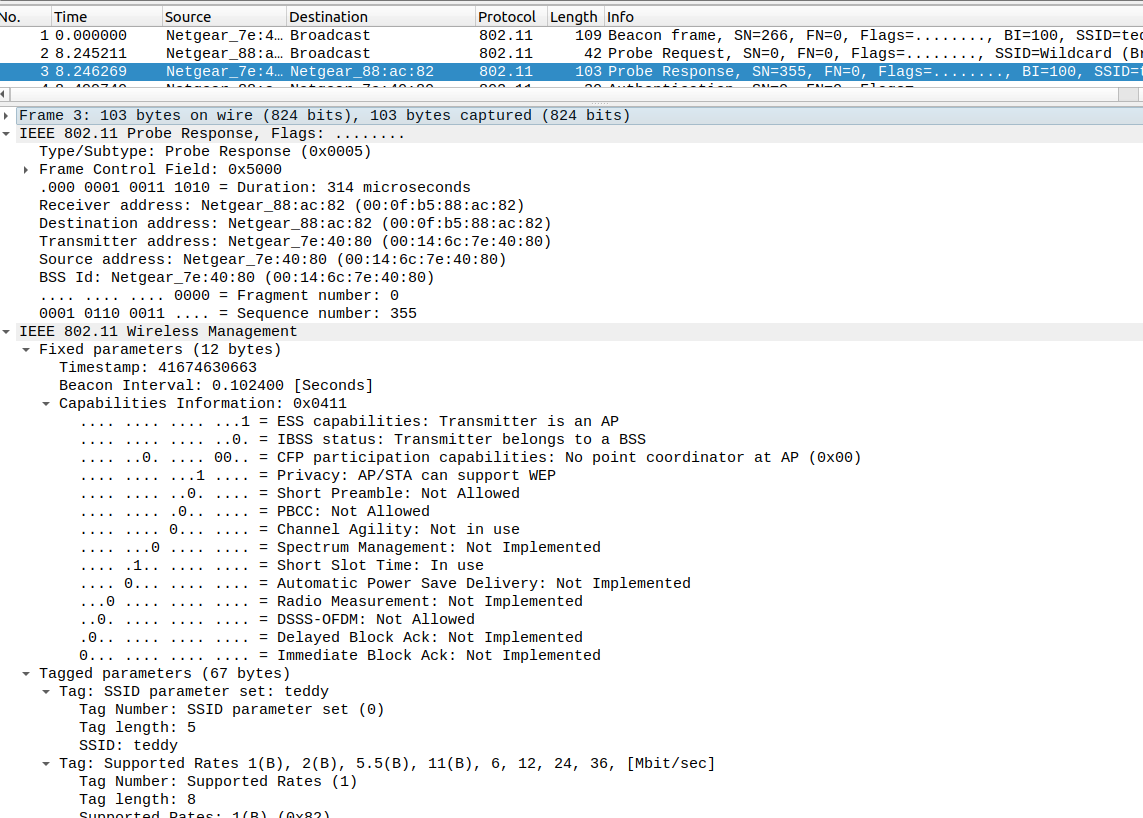 No. Time Source Destination Protocol Length Info
1 0.000000 Netgear_7e:4… Broadcast 802.11 109 Beacon frame, SN=266, FN=0, Flags=........, BI=100, SSID=ted
2 8.245211 Netgear_88:a… Broadcast 802.11 42 Probe Request, SN=0, FN=0, Flags=........, SSID=Wildcard (Br
3 8.246269 Netgear_7e:4… Netgear_88:ac:82 802.11 103 Probe Response, SN=355, FN=0, Flags=........, BI=100, SSID=t
Frame 3: 103 bytes on wire (824 bits), 103 bytes captured (824 bits)
IEEE 802.11 Probe Response, Flags: ........
Type/Subtype: Probe Response (0x0005)
Frame Control Field: 0x5000
.000 0001 0011 1010 = Duration: 314 microseconds
Receiver address: Netgear_88:ac:82 (00:0f:b5:88:ac:82)
Destination address: Netgear_88:ac:82 (00:0f:b5:88:ac:82)
Transmitter address: Netgear_7e:40:80 (00:14:6c:7e:40:80)
Source address: Netgear_7e:40:80 (00:14:6c:7e:40:80)
BSS Id: Netgear_7e:40:80 (00:14:6c:7e:40:80)
.... .... .... 0000 = Fragment number: 0
0001 0110 0011 .... = Sequence number: 355
IEEE 802.11 Wireless Management
Fixed parameters (12 bytes)
Timestamp: 41674630663
Beacon Interval: 0.102400 [Seconds]
Capabilities Information: 0x0411
.... .... .... ...1 = ESS capabilities: Transmitter is an AP
.... .... .... ..0. = IBSS status: Transmitter belongs to a BSS
.... ..0. .... 00.. = CFP participation capabilities: No point coordinator at AP (0x00)
.... .... ...1 .... = Privacy: AP/STA can support WEP
.... .... ..0. .... = Short Preamble: Not Allowed
.... .... .0.. .... = PBCC: Not Allowed
.... .... 0... .... = Channel Agility: Not in use
.... ...0 .... .... = Spectrum Management: Not Implemented
.... .1.. .... .... = Short Slot Time: In use
.... 0... .... .... = Automatic Power Save Delivery: Not Implemented
...0 .... .... .... = Radio Measurement: Not Implemented
..0. .... .... .... = DSSS-OFDM: Not Allowed
.0.. .... .... .... = Delayed Block Ack: Not Implemented
0... .... .... .... = Immediate Block Ack: Not Implemented
Tagged parameters (67 bytes)
Tag: SSID parameter set: teddy
Tag Number: SSID parameter set (0)
Tag length: 5
SSID: teddy
Tag: Supported Rates 1(B), 2(B), 5.5(B), 11(B), 6, 12, 24, 36, [Mbit/sec]
Tag Number: Supported Rates (1)
Tag length: 8
Supported Rates: 1(B) (0x82)